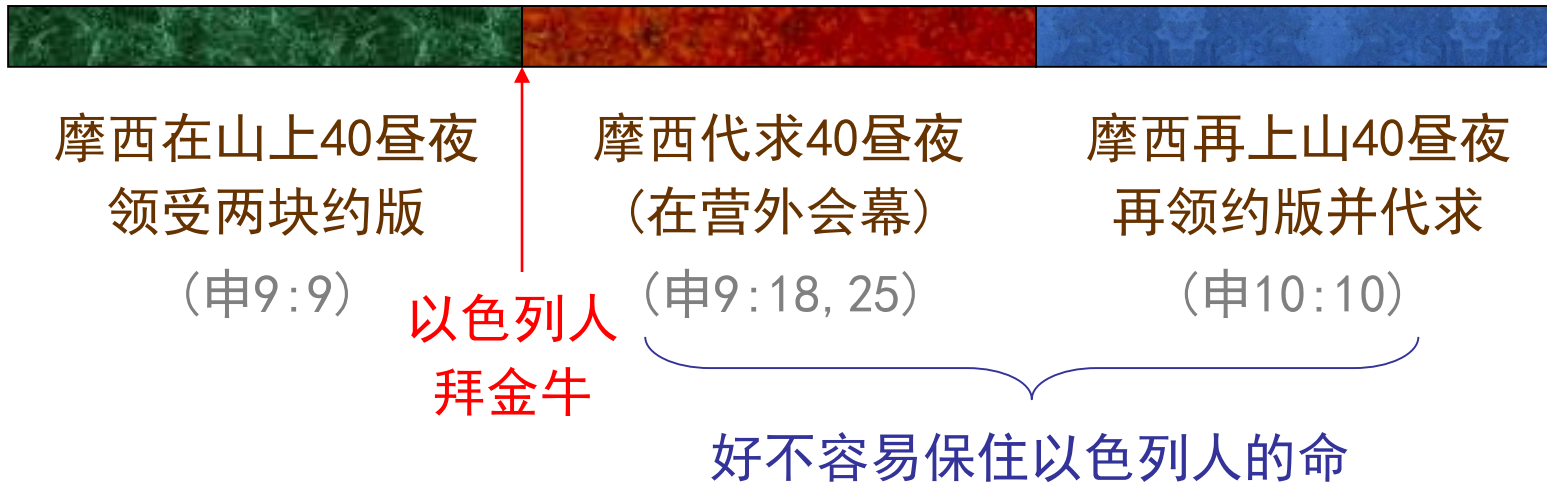 摩西在山上40昼夜
领受两块约版
(申9:9)
以色列人
拜金牛
摩西代求40昼夜
(在营外会幕)
(申9:18,25)
摩西再上山40昼夜
再领约版并代求
(申10:10)
好不容易保住以色列人的命